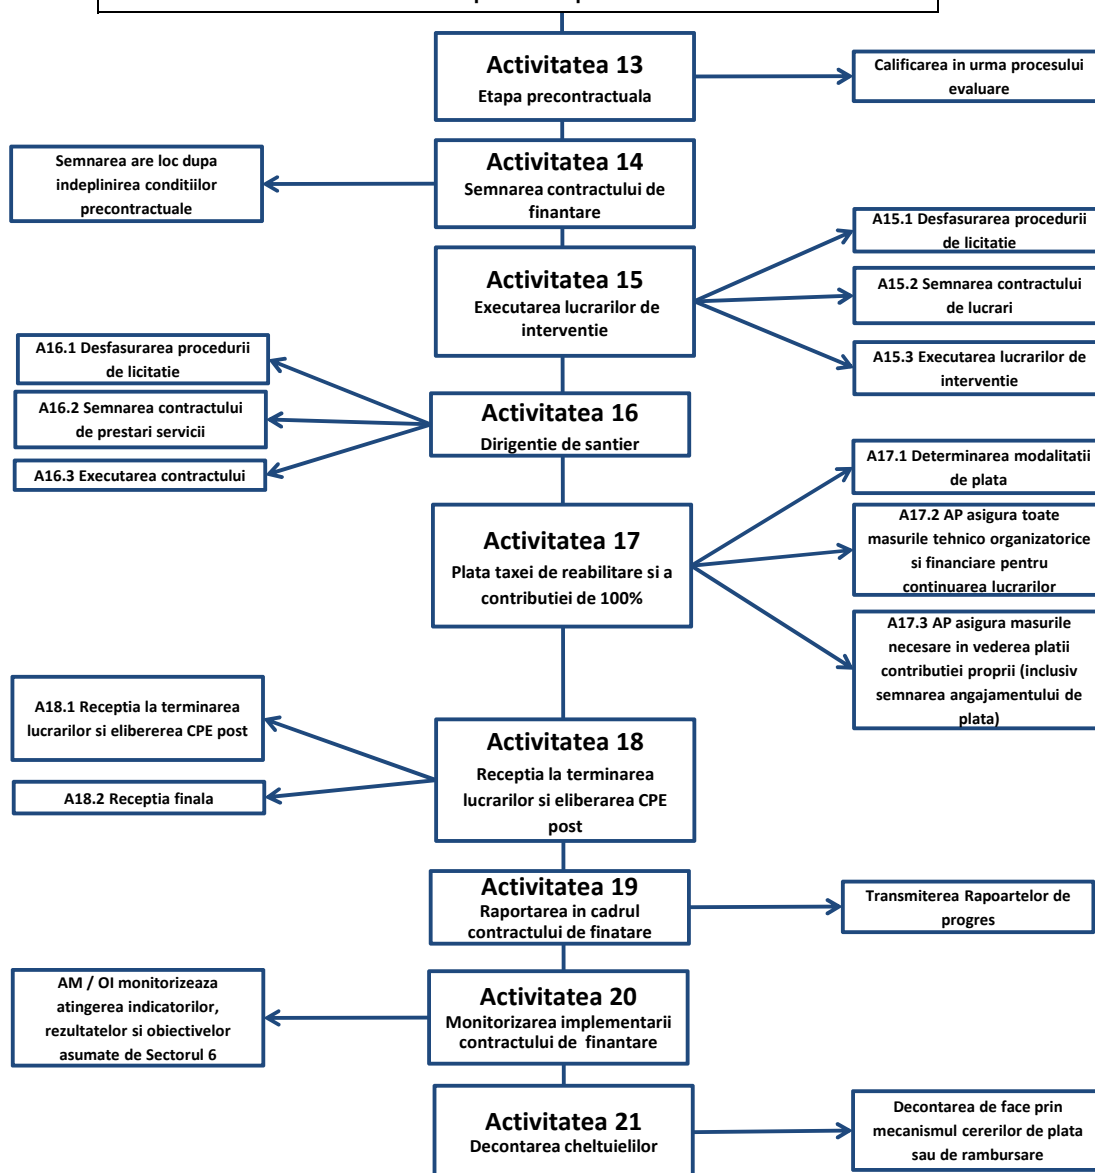 Activitatea 13
Etapa precontractuala
Calificarea in urma procesului
evaluare
Activitatea 14
Semnarea contractului de
finantare
Semnarea are loc dupa
indeplinirea conditiilor
precontractuale
Activitatea 15
Executarea lucrarilor de
interventie
A15.1 Desfasurarea procedurii
de licitatie
A15.2 Semnarea contractului
de lucrari
A15.3 Executarea lucrarilor de
interventie
Activitatea 16
Dirigentie de santier
A16.1 Desfasurarea procedurii
de licitatie
A16.2 Semnarea contractului
de prestari servicii
A16.3 Executarea contractului
Activitatea 17
Plata taxei de reabilitare si a
contributiei de 100%
A17.1 Determinarea modalitatii
de plata
A17.2 AP asigura toate
masurile tehnico organizatorice
si financiare pentru
continuarea lucrarilor
A17.3 AP asigura masurile
necesare in vederea platii
contributiei proprii (inclusiv
semnarea angajamentului de
plata)
Activitatea 18
Receptia la terminarea
lucrarilor si eliberarea CPE
post
A18.1 Receptia la terminarea
lucrarilor si elibererea CPE post
A18.2 Receptia finala
Activitatea 19
Raportarea in cadrul
contractului de finatare
Transmiterea Rapoartelor de
progres
Activitatea 20
Monitorizarea implementarii
contractului de finantare
AM / OI monitorizeaza
atingerea indicatorilor,
rezultatelor si obiectivelor
asumate de Sectorul 6
Activitatea 21
Decontarea cheltuielilor
Decontarea de face prin
mecanismul cererilor de plata
sau de rambursare